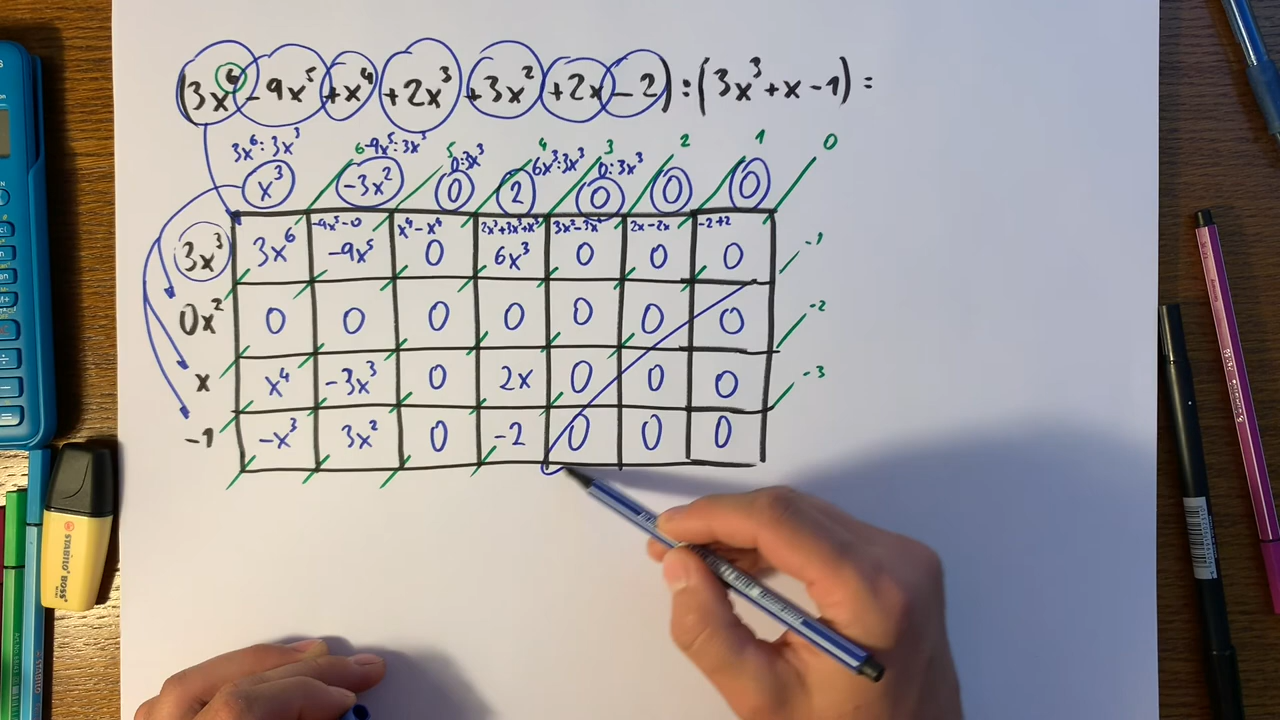 (3x⁶-9x⁵+x⁴+2x³+3x²+2x-2):(3x³+x-1)=
3x⁶:3x³ 6 -9x⁵:3x³ 5 0:3x³ 4 6x³:3x³ 3 0:3x³ 2 1 0
x³ -3x² 0 2 0 0 0
-9x⁵-0 x⁴-x⁴ 2x³+3x³+x³ 3x²-3x² 2x-2x -2+2
3x³ 3x⁶ -9x⁵ 0 6x³ 0 0 0 -1
0x² 0 0 0 0 0 0 0 -2
x x⁴ -3x³ 0 2x 0 0 0 -3
-1 -x³ 3x² 0 -2 0 0 0
STABILO BOSS